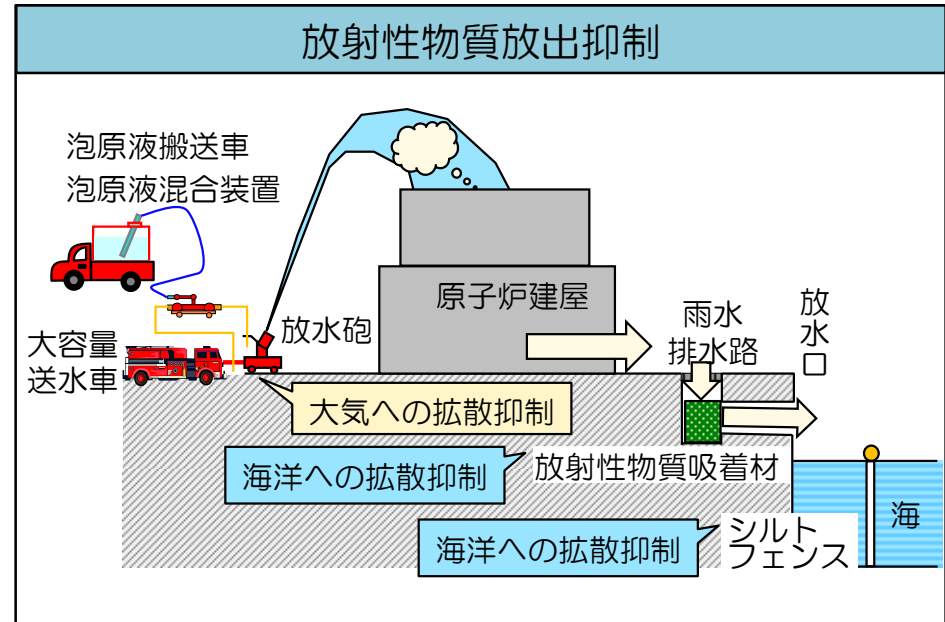 放射性物質放出抑制
泡原液搬送車
泡原液混合装置
大容量
送水車
放水砲
原子炉建屋
雨水
排水路
放水口
大気への拡散抑制
海洋への拡散抑制
放射性物質吸着材
海洋への拡散抑制
シルト
フェンス
海